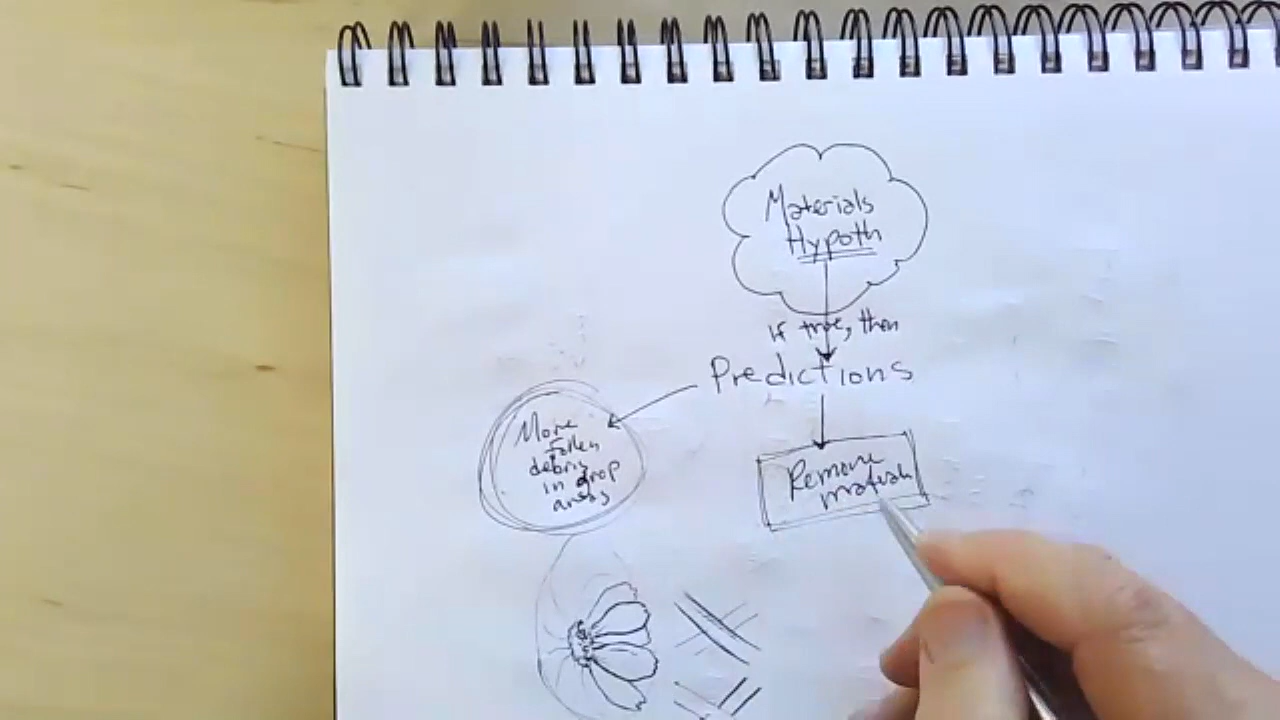 Materials
Hypoth
if true, then
Predictions
More
fallen
debris
in drop
areas
Remove
materials